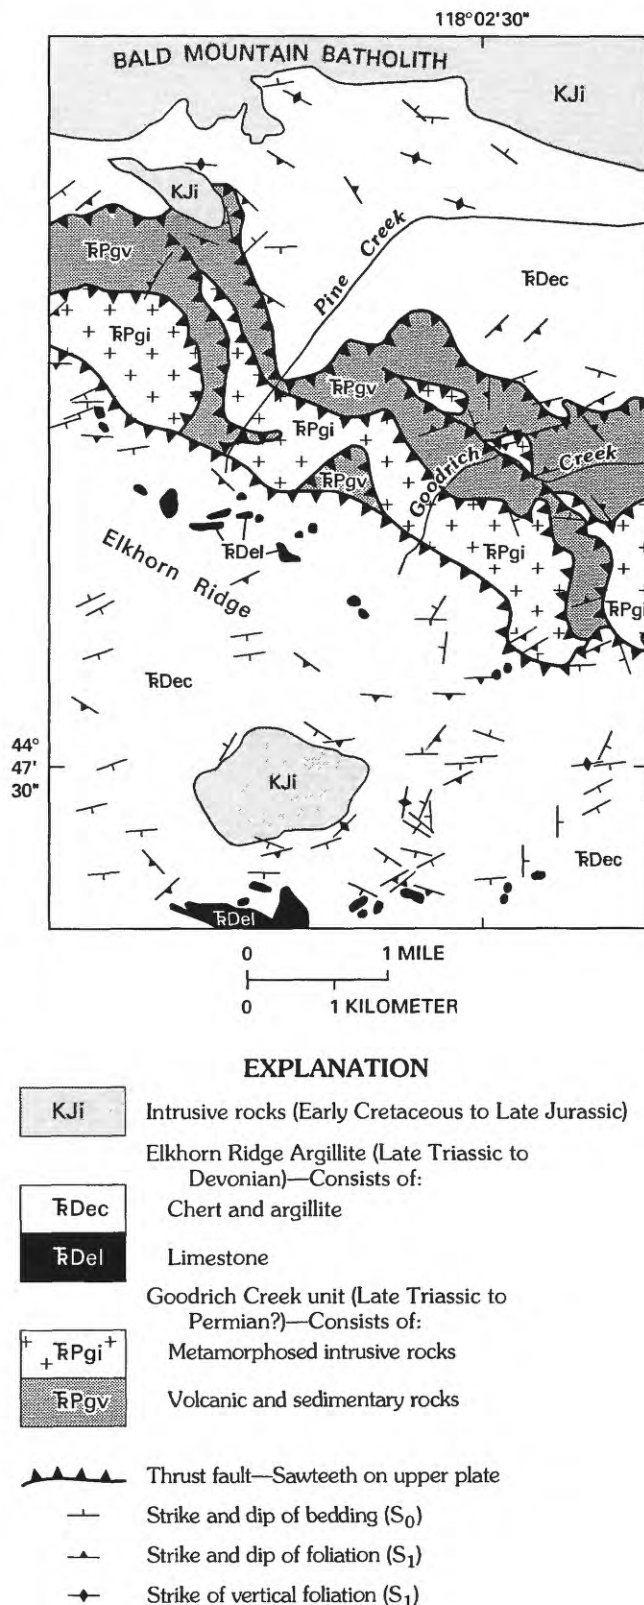 118°02'30"
BALD MOUNTAIN BATHOLITH
KJi
KJi
Pine Creek
TRPgv
TRDec
TRPgi
TRPgv
TRPgi
Goodrich Creek
TRPgv
TRDel
TRPgi
Elkhorn Ridge
TRPgi
TRDec
44°
47'
30"
KJi
TRDec
TRDel
0 1 MILE
0 1 KILOMETER
EXPLANATION
KJi Intrusive rocks (Early Cretaceous to Late Jurassic)
Elkhorn Ridge Argillite (Late Triassic to
Devonian)—Consists of:
TRDec Chert and argillite
TRDel Limestone
Goodrich Creek unit (Late Triassic to
Permian?)—Consists of:
TRPgi Metamorphosed intrusive rocks
TRPgv Volcanic and sedimentary rocks
Thrust fault—Sawteeth on upper plate
Strike and dip of bedding (S₀)
Strike and dip of foliation (S₁)
Strike of vertical foliation (S₁)